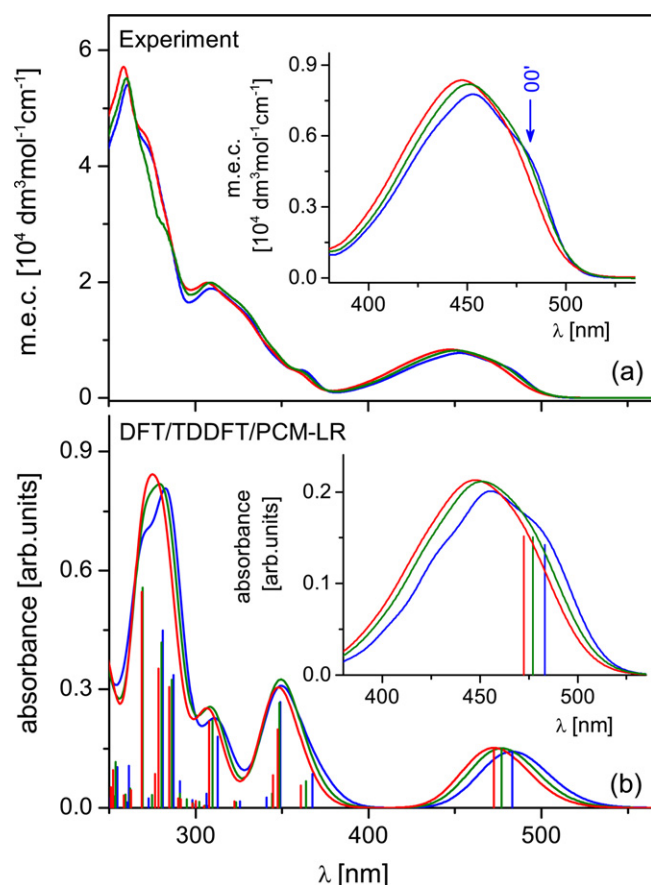 Experiment
m.e.c. [10⁴ dm³mol⁻¹cm⁻¹]
6
4
2
0
m.e.c.
[10⁴ dm³mol⁻¹cm⁻¹]
0.9
0.6
0.3
0.0
00'
400 450 500
λ [nm]
(a)
DFT/TDDFT/PCM-LR
absorbance [arb.units]
0.9
0.6
0.3
0.0
absorbance
[arb.units]
0.2
0.1
0.0
400 450 500
λ [nm]
(b)
300 400 500
λ [nm]